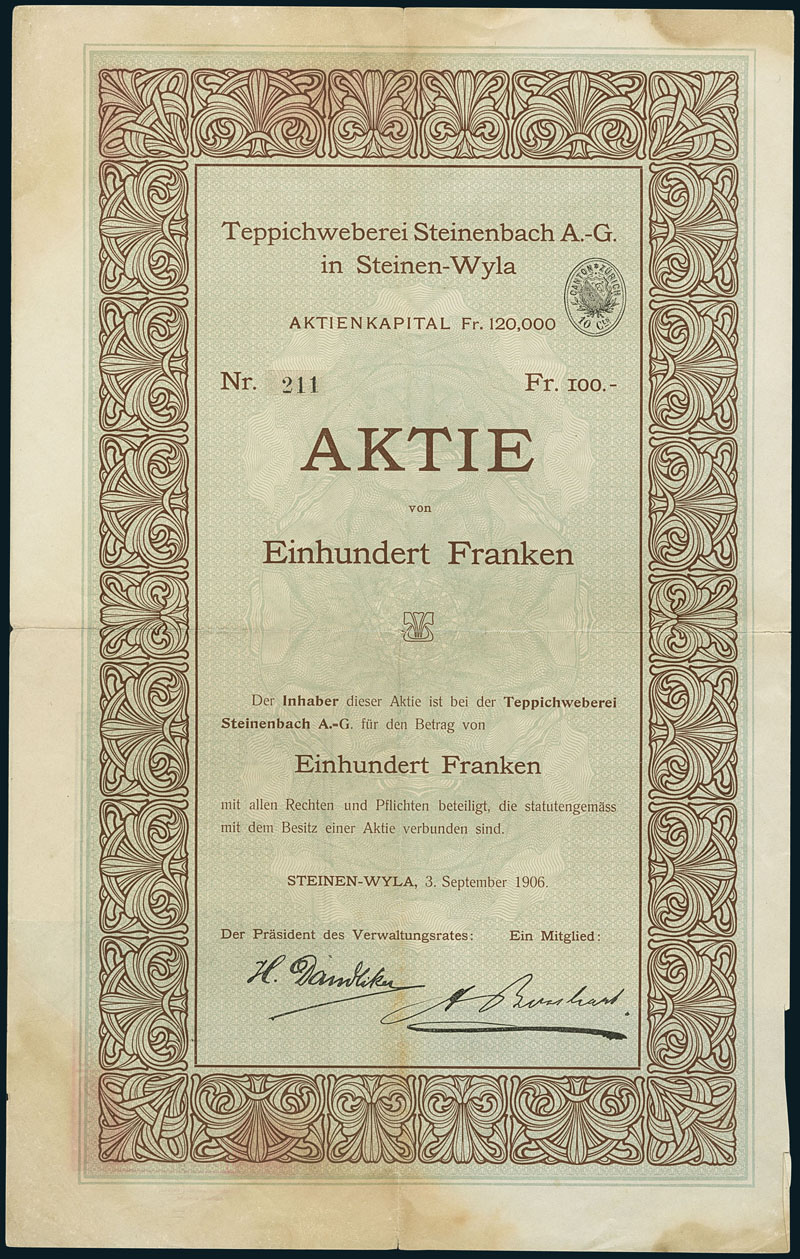 Teppichweberei Steinenbach A.-G.
in Steinen-Wyla
CANTON ZÜRICH
10 Cts
AKTIENKAPITAL Fr. 120,000
Nr. 211 Fr. 100.-
AKTIE
von
Einhundert Franken
Der Inhaber dieser Aktie ist bei der Teppichweberei
Steinenbach A.-G. für den Betrag von
Einhundert Franken
mit allen Rechten und Pflichten beteiligt, die statutengemäss
mit dem Besitz einer Aktie verbunden sind.
STEINEN-WYLA, 3. September 1906.
Der Präsident des Verwaltungsrates: Ein Mitglied:
H. Dändliker
A Bosshart.